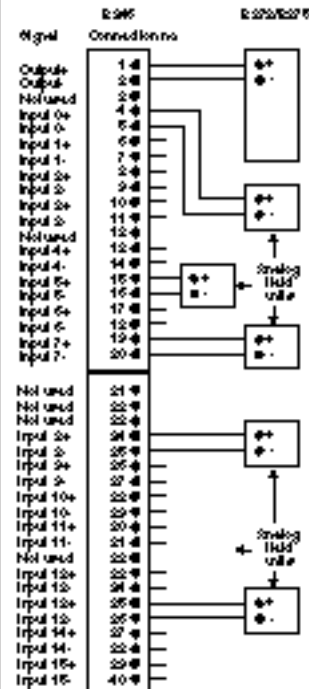 Signal Connection no
Output+ 1
Output- 2
Not used 3
Input 0+ 4
Input 0- 5
Input 1+ 6
Input 1- 7
Input 2+ 8
Input 2- 9
Input 3+ 10
Input 3- 11
Not used 12
Input 4+ 13
Input 4- 14
Input 5+ 15
Input 5- 16
Input 6+ 17
Input 6- 18
Input 7+ 19
Input 7- 20
Not used 21
Not used 22
Not used 23
Input 8+ 24
Input 8- 25
Input 9+ 26
Input 9- 27
Input 10+ 28
Input 10- 29
Input 11+ 30
Input 11- 31
Not used 32
Input 12+ 33
Input 12- 34
Input 13+ 35
Input 13- 36
Input 14+ 37
Input 14- 38
Input 15+ 39
Input 15- 40
+
-
+
-
+
-
Analog
field
units
+
-
+
-
Analog
field
units
+
-